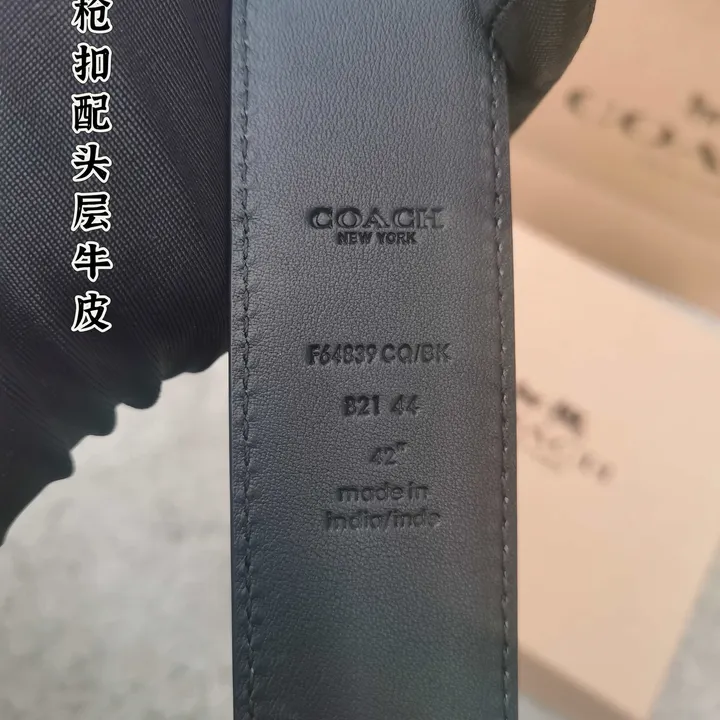 枪扣配头层牛皮
COACH
NEW YORK
F64839 CQ/BK
B21 44
42"
made in
india/inde
COACH